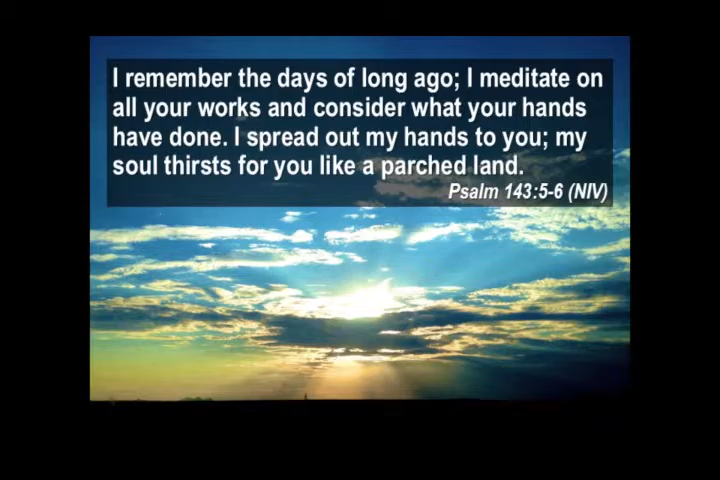 I remember the days of long ago; I meditate on
all your works and consider what your hands
have done. I spread out my hands to you; my
soul thirsts for you like a parched land.
Psalm 143:5-6 (NIV)